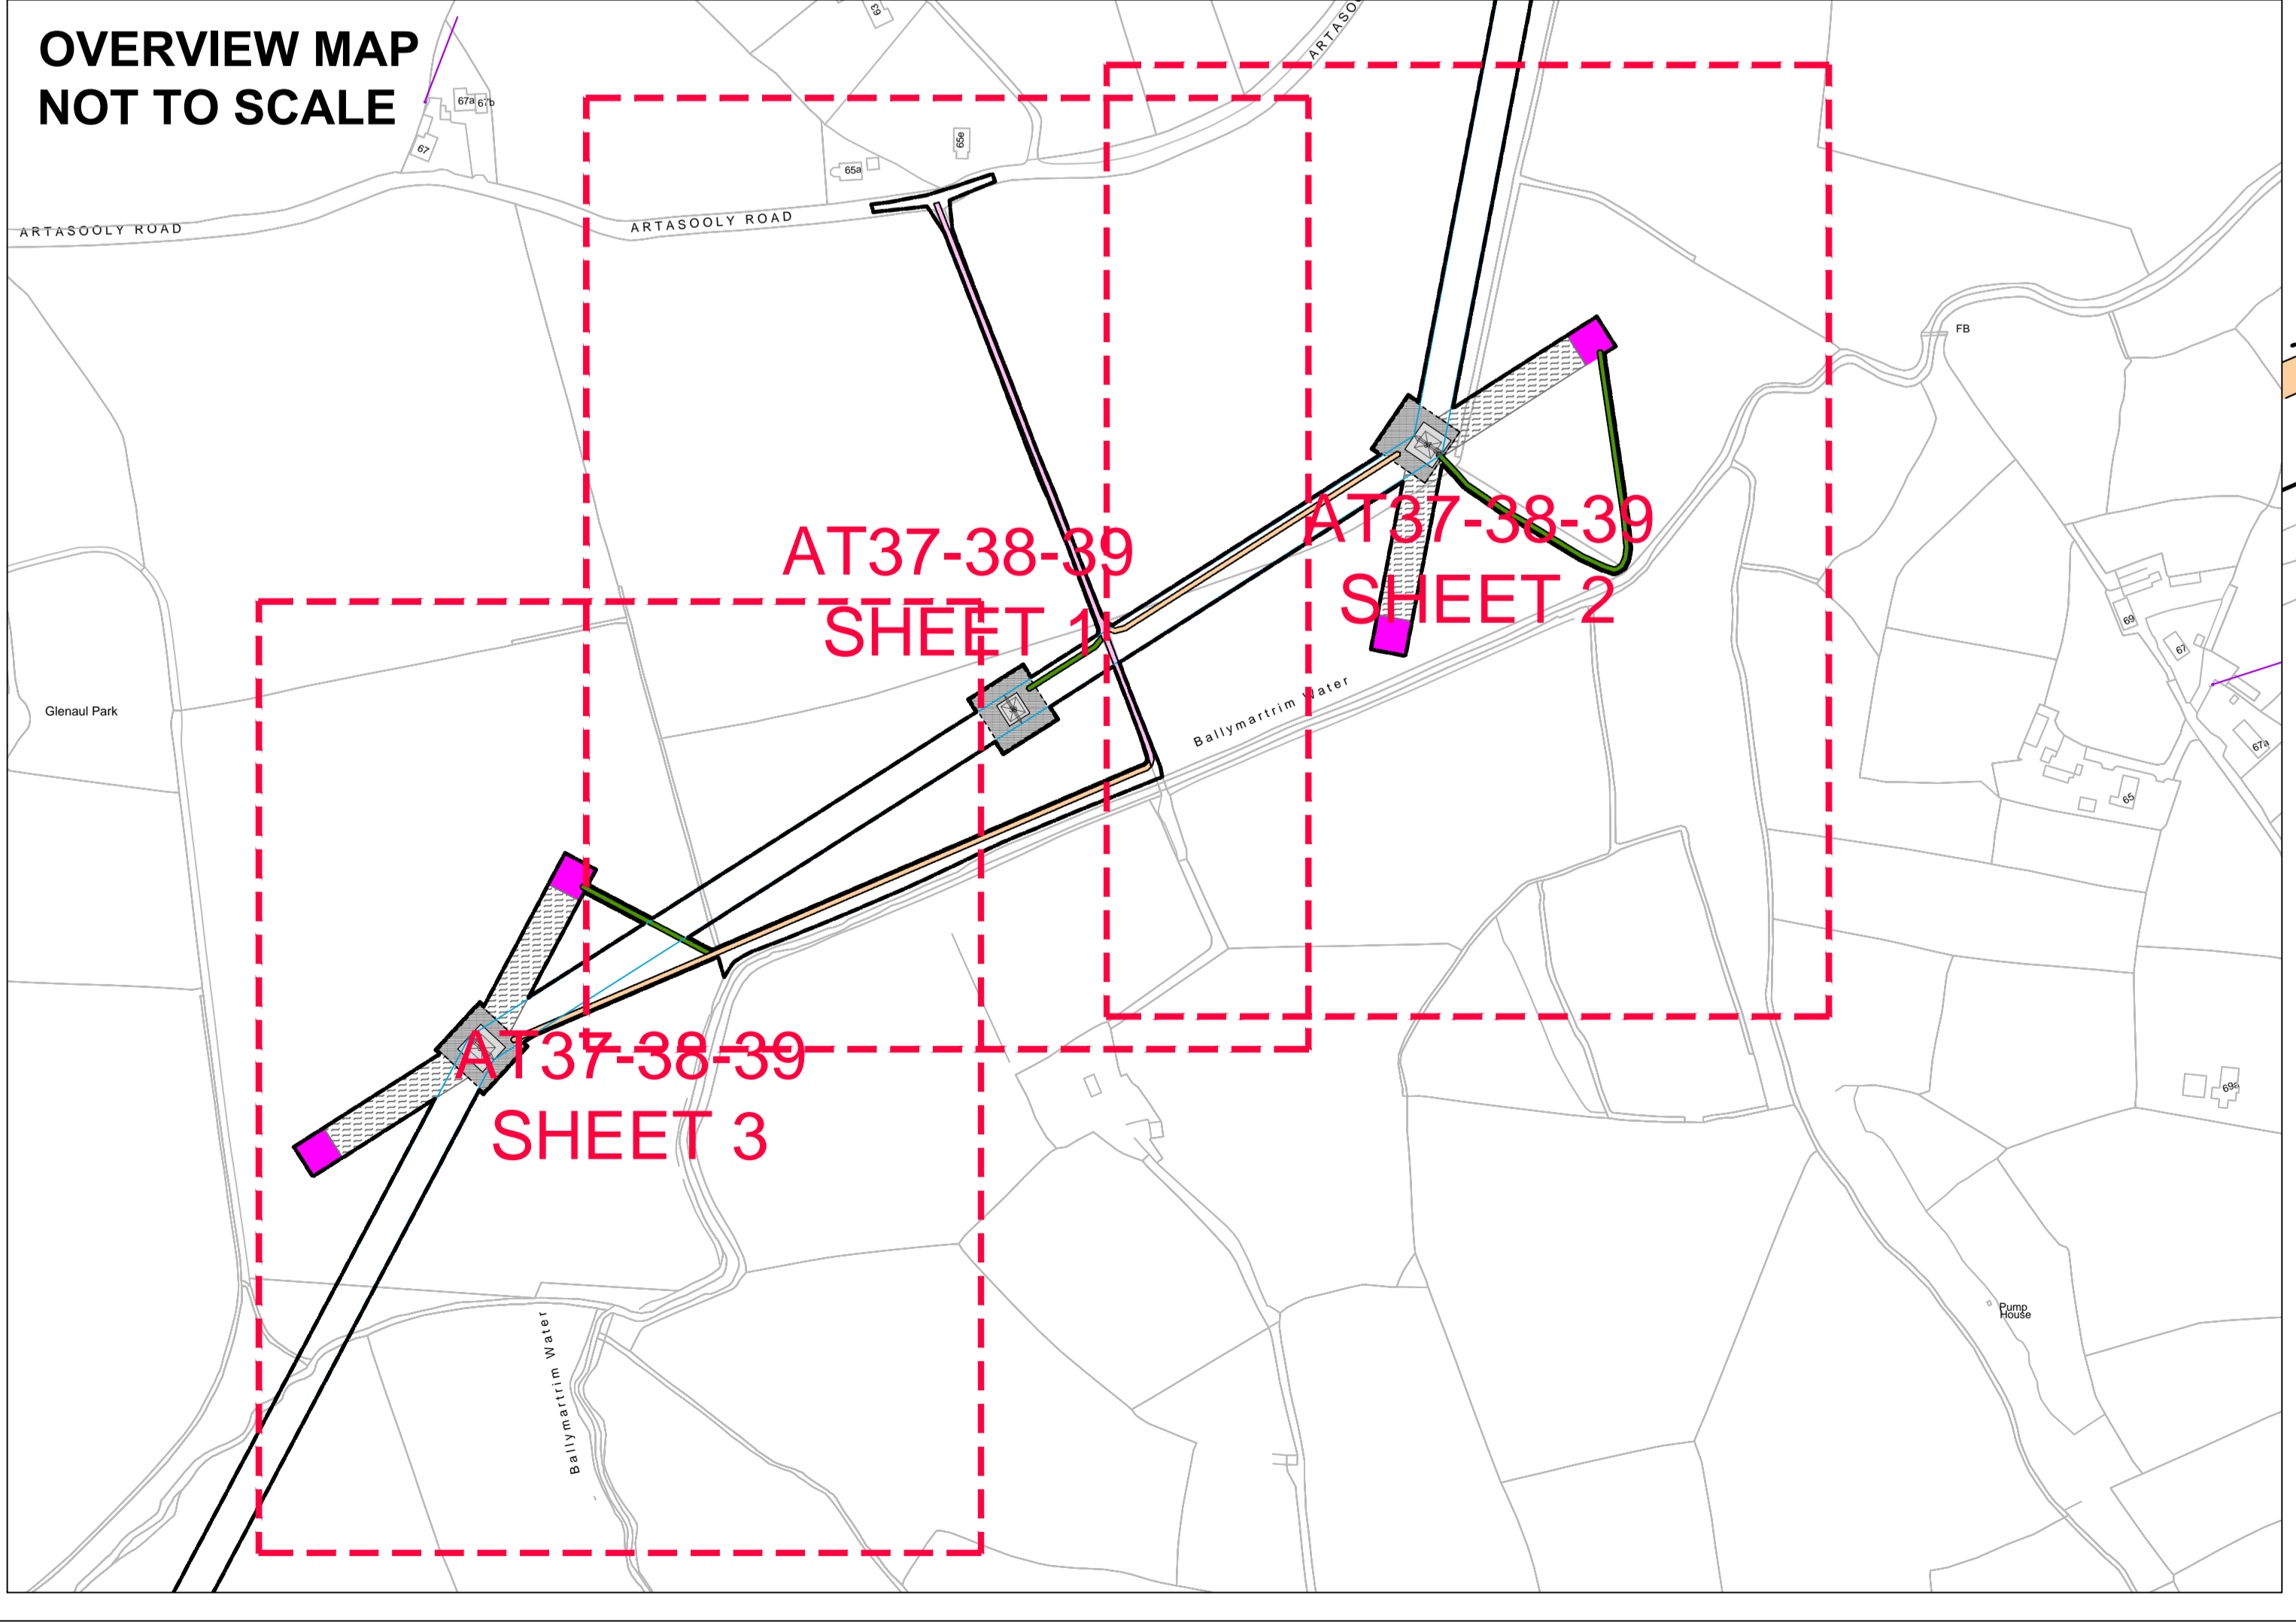 OVERVIEW MAP
NOT TO SCALE
63
ARTASO
67a
67b
67
65a
65e
ARTASOOLY ROAD
ARTASOOLY ROAD
FB
AT37-38-39
SHEET 1
AT37-38-39
SHEET 2
69
67
Glenaul Park
Ballymartrim Water
67a
65
AT37-38-39
SHEET 3
69a
Pump
House
Ballymartrim Water